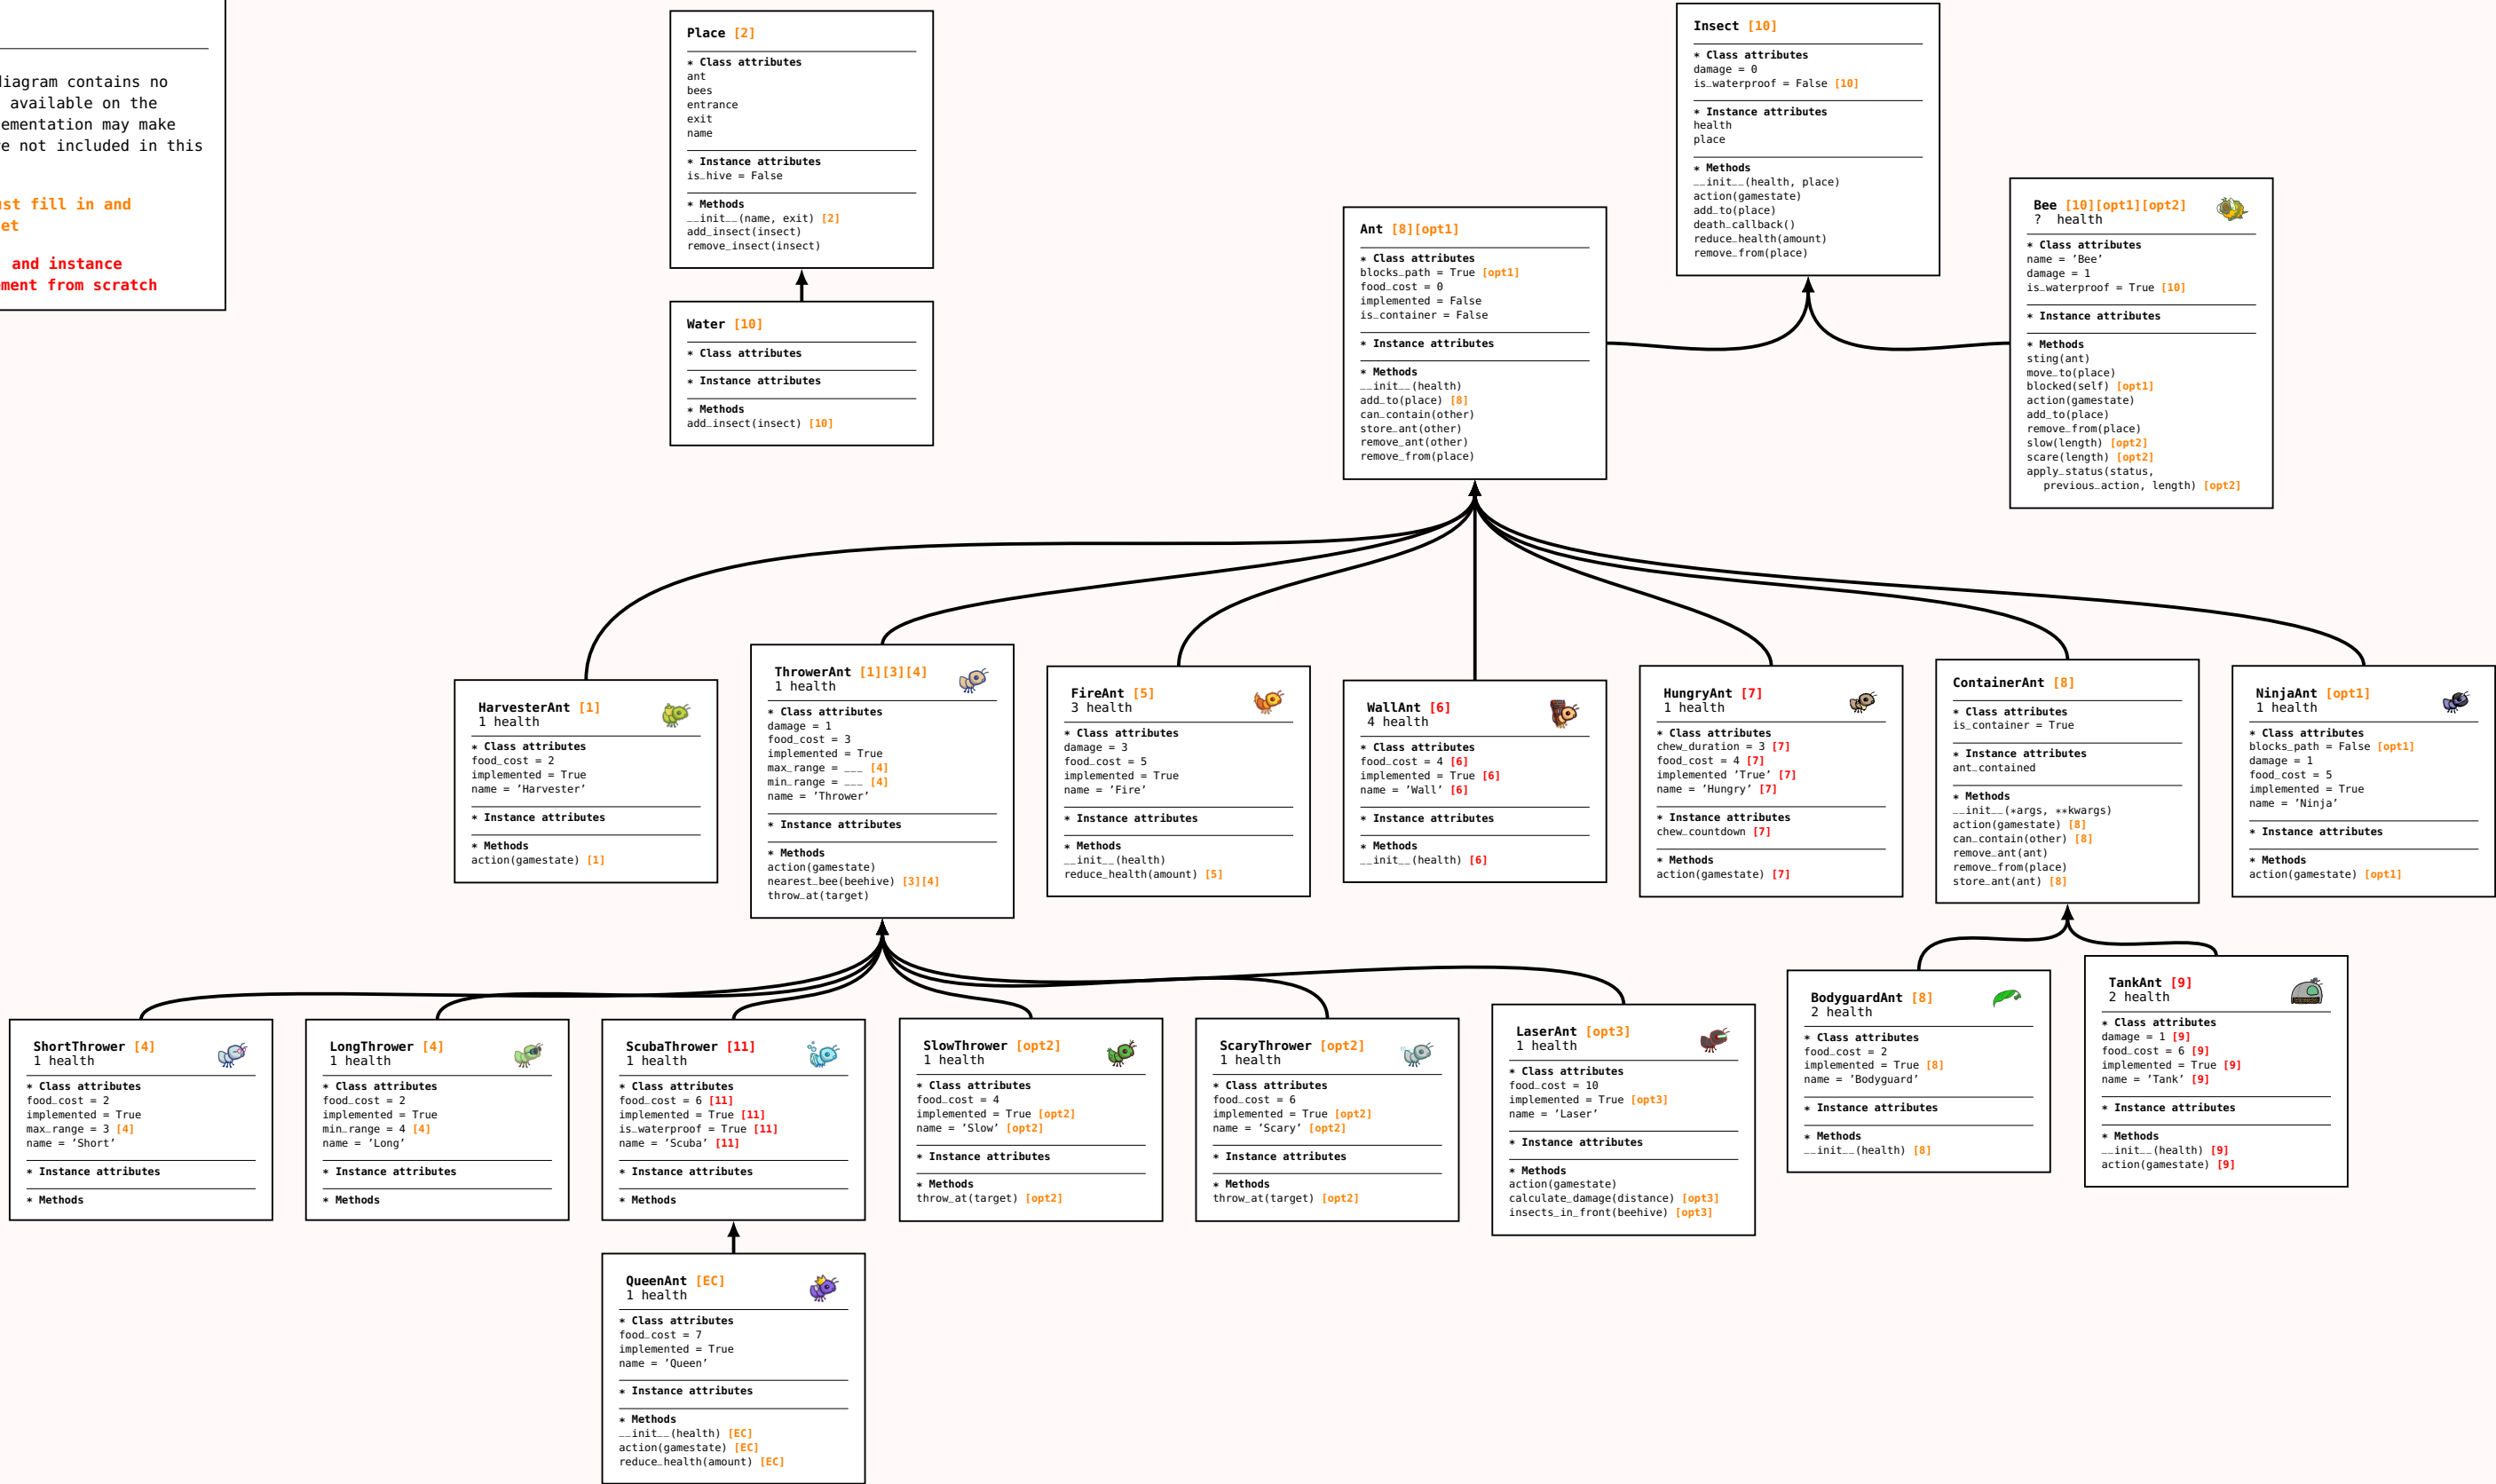 diagram contains no
available on the
ementation may make
e not included in this
st fill in and
et
and instance
ement from scratch
Place [2]
* Class attributes
ant
bees
entrance
exit
name
* Instance attributes
is_hive = False
* Methods
__init__(name, exit) [2]
add_insect(insect)
remove_insect(insect)
Water [10]
* Class attributes
* Instance attributes
* Methods
add_insect(insect) [10]
Insect [10]
* Class attributes
damage = 0
is_waterproof = False [10]
* Instance attributes
health
place
* Methods
__init__(health, place)
action(gamestate)
add_to(place)
death_callback()
reduce_health(amount)
remove_from(place)
Ant [8][opt1]
* Class attributes
blocks_path = True [opt1]
food_cost = 0
implemented = False
is_container = False
* Instance attributes
* Methods
__init__(health)
add_to(place) [8]
can_contain(other)
store_ant(other)
remove_ant(other)
remove_from(place)
Bee [10][opt1][opt2]
? health
* Class attributes
name = ’Bee’
damage = 1
is_waterproof = True [10]
* Instance attributes
* Methods
sting(ant)
move_to(place)
blocked(self) [opt1]
action(gamestate)
add_to(place)
remove_from(place)
slow(length) [opt2]
scare(length) [opt2]
apply_status(status,
previous_action, length) [opt2]
HarvesterAnt [1]
1 health
* Class attributes
food_cost = 2
implemented = True
name = ’Harvester’
* Instance attributes
* Methods
action(gamestate) [1]
ThrowerAnt [1][3][4]
1 health
* Class attributes
damage = 1
food_cost = 3
implemented = True
max_range = ___ [4]
min_range = ___ [4]
name = ’Thrower’
* Instance attributes
* Methods
action(gamestate)
nearest_bee(beehive) [3][4]
throw_at(target)
FireAnt [5]
3 health
* Class attributes
damage = 3
food_cost = 5
implemented = True
name = ’Fire’
* Instance attributes
* Methods
__init__(health)
reduce_health(amount) [5]
WallAnt [6]
4 health
* Class attributes
food_cost = 4 [6]
implemented = True [6]
name = ’Wall’ [6]
* Instance attributes
* Methods
__init__(health) [6]
HungryAnt [7]
1 health
* Class attributes
chew_duration = 3 [7]
food_cost = 4 [7]
implemented ’True’ [7]
name = ’Hungry’ [7]
* Instance attributes
chew_countdown [7]
* Methods
action(gamestate) [7]
ContainerAnt [8]
* Class attributes
is_container = True
* Instance attributes
ant_contained
* Methods
__init__(*args, **kwargs)
action(gamestate) [8]
can_contain(other) [8]
remove_ant(ant)
remove_from(place)
store_ant(ant) [8]
NinjaAnt [opt1]
1 health
* Class attributes
blocks_path = False [opt1]
damage = 1
food_cost = 5
implemented = True
name = ’Ninja’
* Instance attributes
* Methods
action(gamestate) [opt1]
ShortThrower [4]
1 health
* Class attributes
food_cost = 2
implemented = True
max_range = 3 [4]
name = ’Short’
* Instance attributes
* Methods
LongThrower [4]
1 health
* Class attributes
food_cost = 2
implemented = True
min_range = 4 [4]
name = ’Long’
* Instance attributes
* Methods
ScubaThrower [11]
1 health
* Class attributes
food_cost = 6 [11]
implemented = True [11]
is_waterproof = True [11]
name = ’Scuba’ [11]
* Instance attributes
* Methods
SlowThrower [opt2]
1 health
* Class attributes
food_cost = 4
implemented = True [opt2]
name = ’Slow’ [opt2]
* Instance attributes
* Methods
throw_at(target) [opt2]
ScaryThrower [opt2]
1 health
* Class attributes
food_cost = 6
implemented = True [opt2]
name = ’Scary’ [opt2]
* Instance attributes
* Methods
throw_at(target) [opt2]
LaserAnt [opt3]
1 health
* Class attributes
food_cost = 10
implemented = True [opt3]
name = ’Laser’
* Instance attributes
* Methods
action(gamestate)
calculate_damage(distance) [opt3]
insects_in_front(beehive) [opt3]
BodyguardAnt [8]
2 health
* Class attributes
food_cost = 2
implemented = True [8]
name = ’Bodyguard’
* Instance attributes
* Methods
__init__(health) [8]
TankAnt [9]
2 health
* Class attributes
damage = 1 [9]
food_cost = 6 [9]
implemented = True [9]
name = ’Tank’ [9]
* Instance attributes
* Methods
__init__(health) [9]
action(gamestate) [9]
QueenAnt [EC]
1 health
* Class attributes
food_cost = 7
implemented = True
name = ’Queen’
* Instance attributes
* Methods
__init__(health) [EC]
action(gamestate) [EC]
reduce_health(amount) [EC]